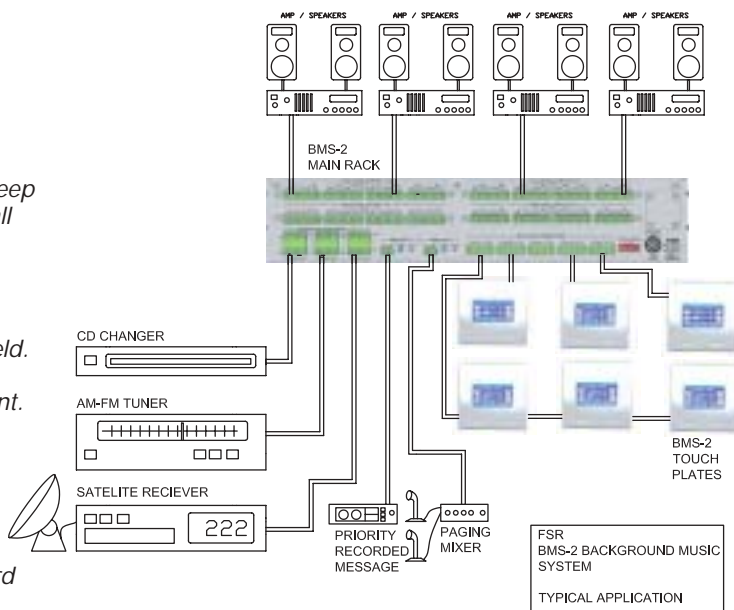 AMP / SPEAKERS
AMP / SPEAKERS
AMP / SPEAKERS
AMP / SPEAKERS
BMS-2
MAIN RACK
eep
ll
eld.
nt.
rd
CD CHANGER
AM-FM TUNER
SATELITE RECIEVER
222
PRIORITY
RECORDED
MESSAGE
PAGING
MIXER
BMS-2
TOUCH
PLATES
FSR
BMS-2 BACKGROUND MUSIC
SYSTEM
TYPICAL APPLICATION